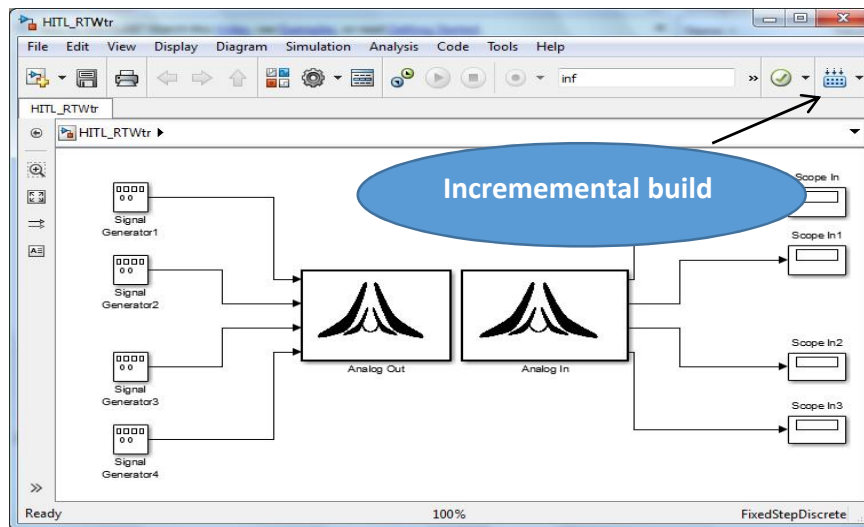 HITL_RTWtr
File Edit View Display Diagram Simulation Analysis Code Tools Help
inf
HITL_RTWtr
HITL_RTWtr
Incrememental build
Scope In
Signal
Generator1
Scope In1
Signal
Generator2
Analog Out
Analog In
Scope In2
Signal
Generator3
Scope In3
Signal
Generator4
Ready 100% FixedStepDiscrete